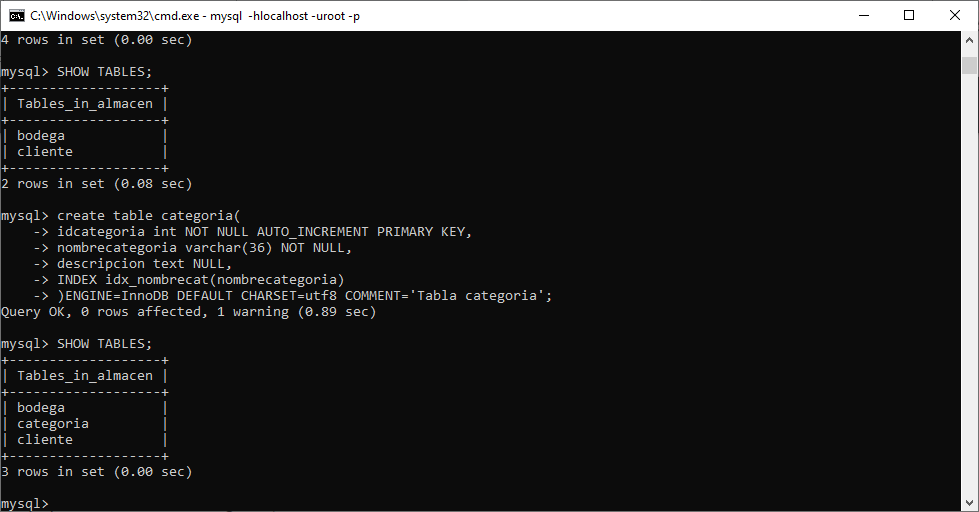 C:\Windows\system32\cmd.exe - mysql  -hlocalhost -uroot -p
4 rows in set (0.00 sec)
mysql> SHOW TABLES;
+-------------------+
| Tables_in_almacen |
+-------------------+
| bodega            |
| cliente           |
+-------------------+
2 rows in set (0.08 sec)
mysql> create table categoria(
    -> idcategoria int NOT NULL AUTO_INCREMENT PRIMARY KEY,
    -> nombrecategoria varchar(36) NOT NULL,
    -> descripcion text NULL,
    -> INDEX idx_nombrecat(nombrecategoria)
    -> )ENGINE=InnoDB DEFAULT CHARSET=utf8 COMMENT='Tabla categoria';
Query OK, 0 rows affected, 1 warning (0.89 sec)
mysql> SHOW TABLES;
+-------------------+
| Tables_in_almacen |
+-------------------+
| bodega            |
| categoria         |
| cliente           |
+-------------------+
3 rows in set (0.00 sec)
mysql>